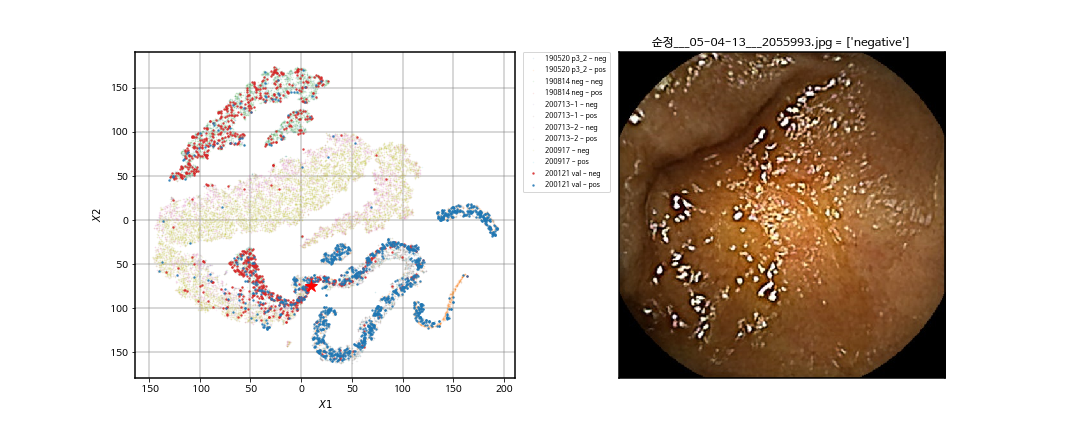 순정___05-04-13___2055993.jpg = ['negative']
190520 p3_2 – neg
190520 p3_2 – pos
190814 neg – neg
190814 neg – pos
200713-1 – neg
200713-1 – pos
200713-2 – neg
200713-2 – pos
200917 – neg
200917 – pos
200121 val – neg
200121 val – pos
150
100
50
0
50
100
150
X2
150
100
50
0
50
100
150
200
X1